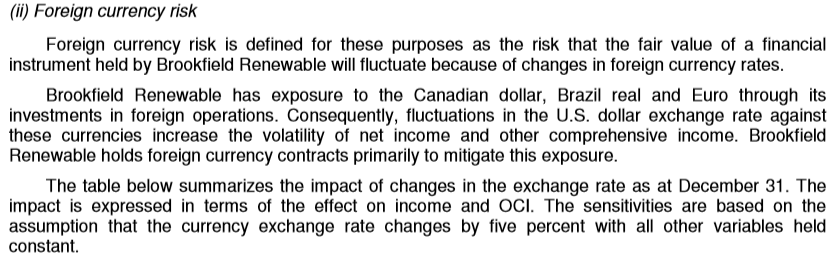 (ii) Foreign currency risk
Foreign currency risk is defined for these purposes as the risk that the fair value of a financial
instrument held by Brookfield Renewable will fluctuate because of changes in foreign currency rates.
Brookfield Renewable has exposure to the Canadian dollar, Brazil real and Euro through its
investments in foreign operations. Consequently, fluctuations in the U.S. dollar exchange rate against
these currencies increase the volatility of net income and other comprehensive income. Brookfield
Renewable holds foreign currency contracts primarily to mitigate this exposure.
The table below summarizes the impact of changes in the exchange rate as at December 31. The
impact is expressed in terms of the effect on income and OCI. The sensitivities are based on the
assumption that the currency exchange rate changes by five percent with all other variables held
constant.